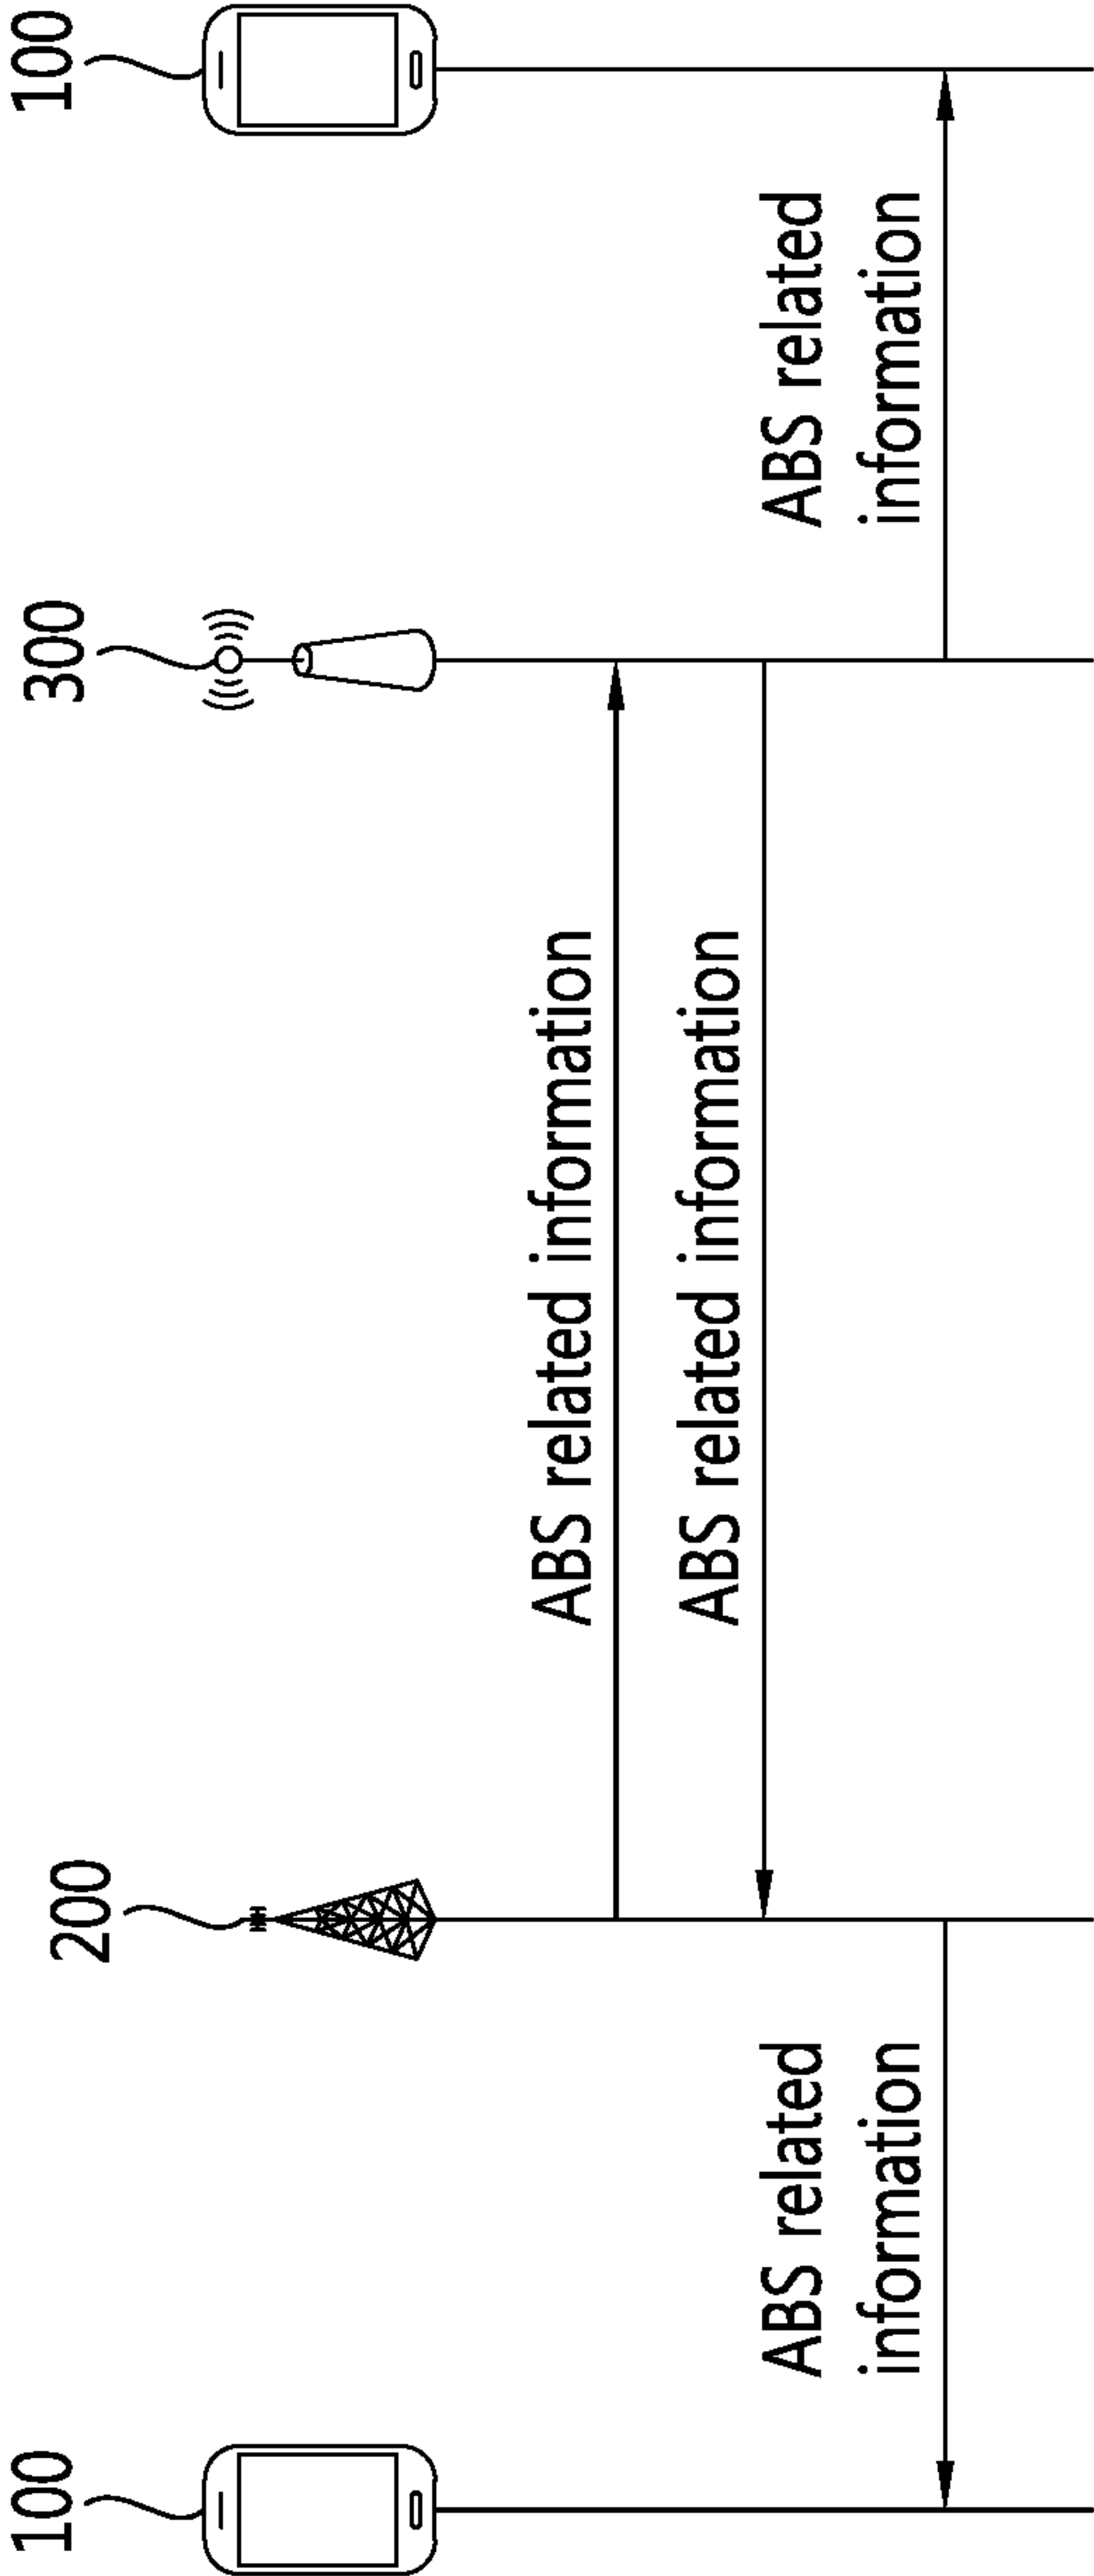 100
200
300
100
ABS related information
ABS related information
ABS related
information
ABS related
information